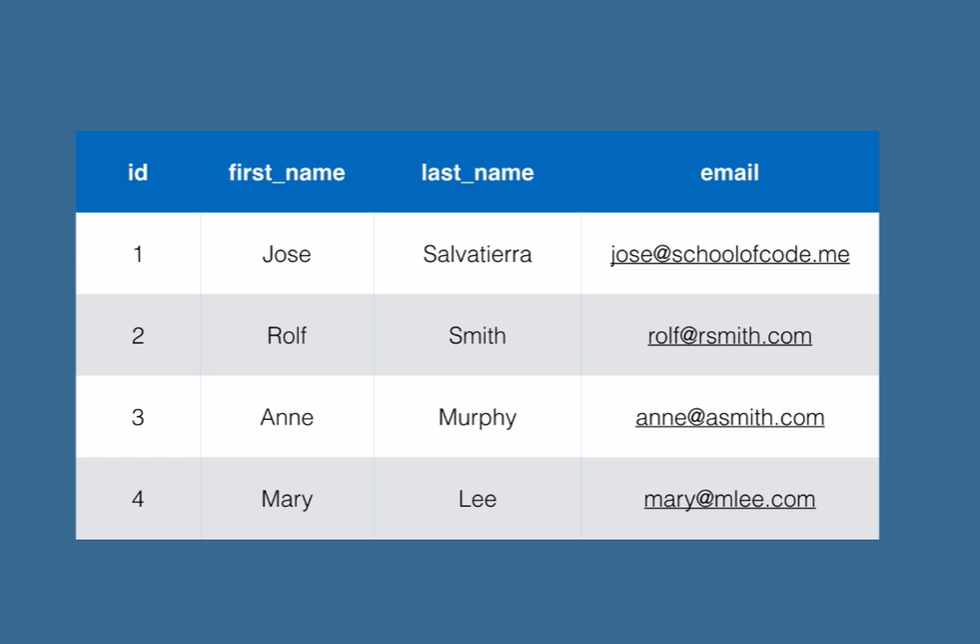 id first_name last_name email
1 Jose Salvatierra jose@schoolofcode.me
2 Rolf Smith rolf@rsmith.com
3 Anne Murphy anne@asmith.com
4 Mary Lee mary@mlee.com